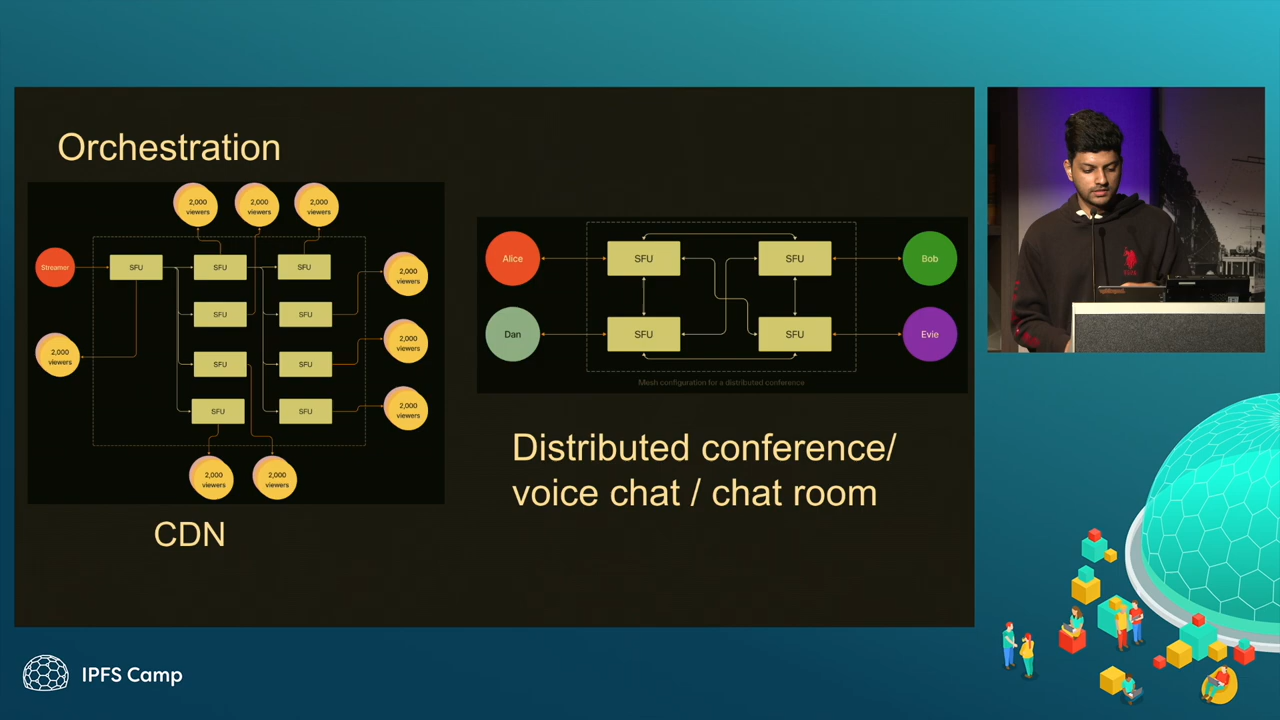 Orchestration
2,000
viewers
2,000
viewers
2,000
viewers
Streamer
SFU
SFU
SFU
2,000
viewers
SFU
SFU
2,000
viewers
SFU
SFU
2,000
viewers
SFU
SFU
2,000
viewers
2,000
viewers
2,000
viewers
CDN
Alice
SFU
SFU
Bob
Dan
SFU
SFU
Evie
Mesh configuration for a distributed conference
Distributed conference/
voice chat / chat room
IPFS Camp